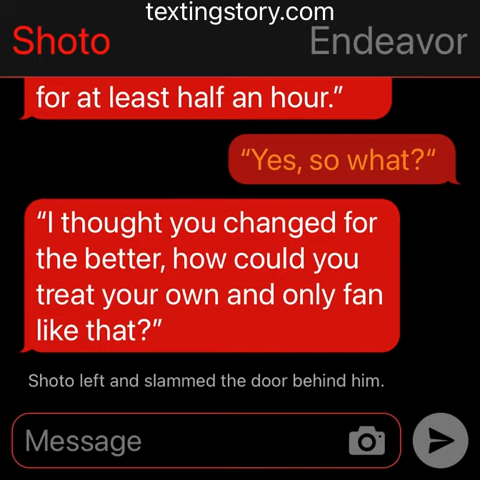 textingstory.com
Shoto Endeavor
for at least half an hour.”
“Yes, so what?“
“I thought you changed for
the better, how could you
treat your own and only fan
like that?”
Shoto left and slammed the door behind him.
Message